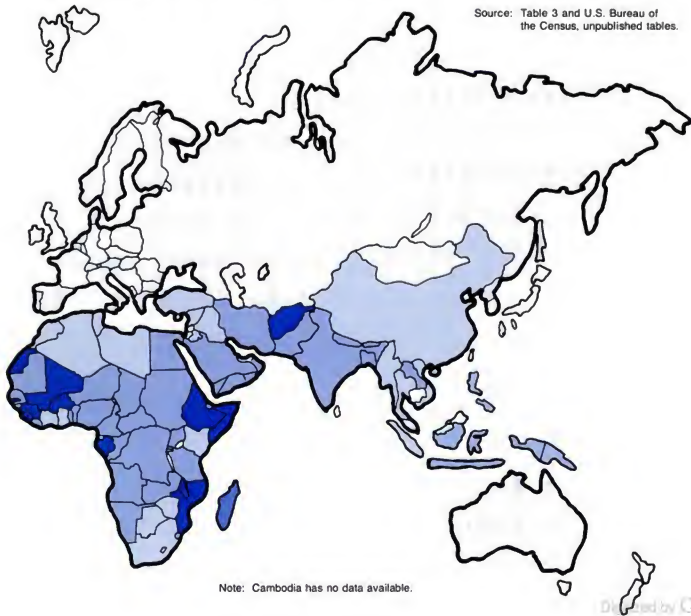 Source: Table 3 and U.S. Bureau of
the Census, unpublished tables.
Note: Cambodia has no data available.